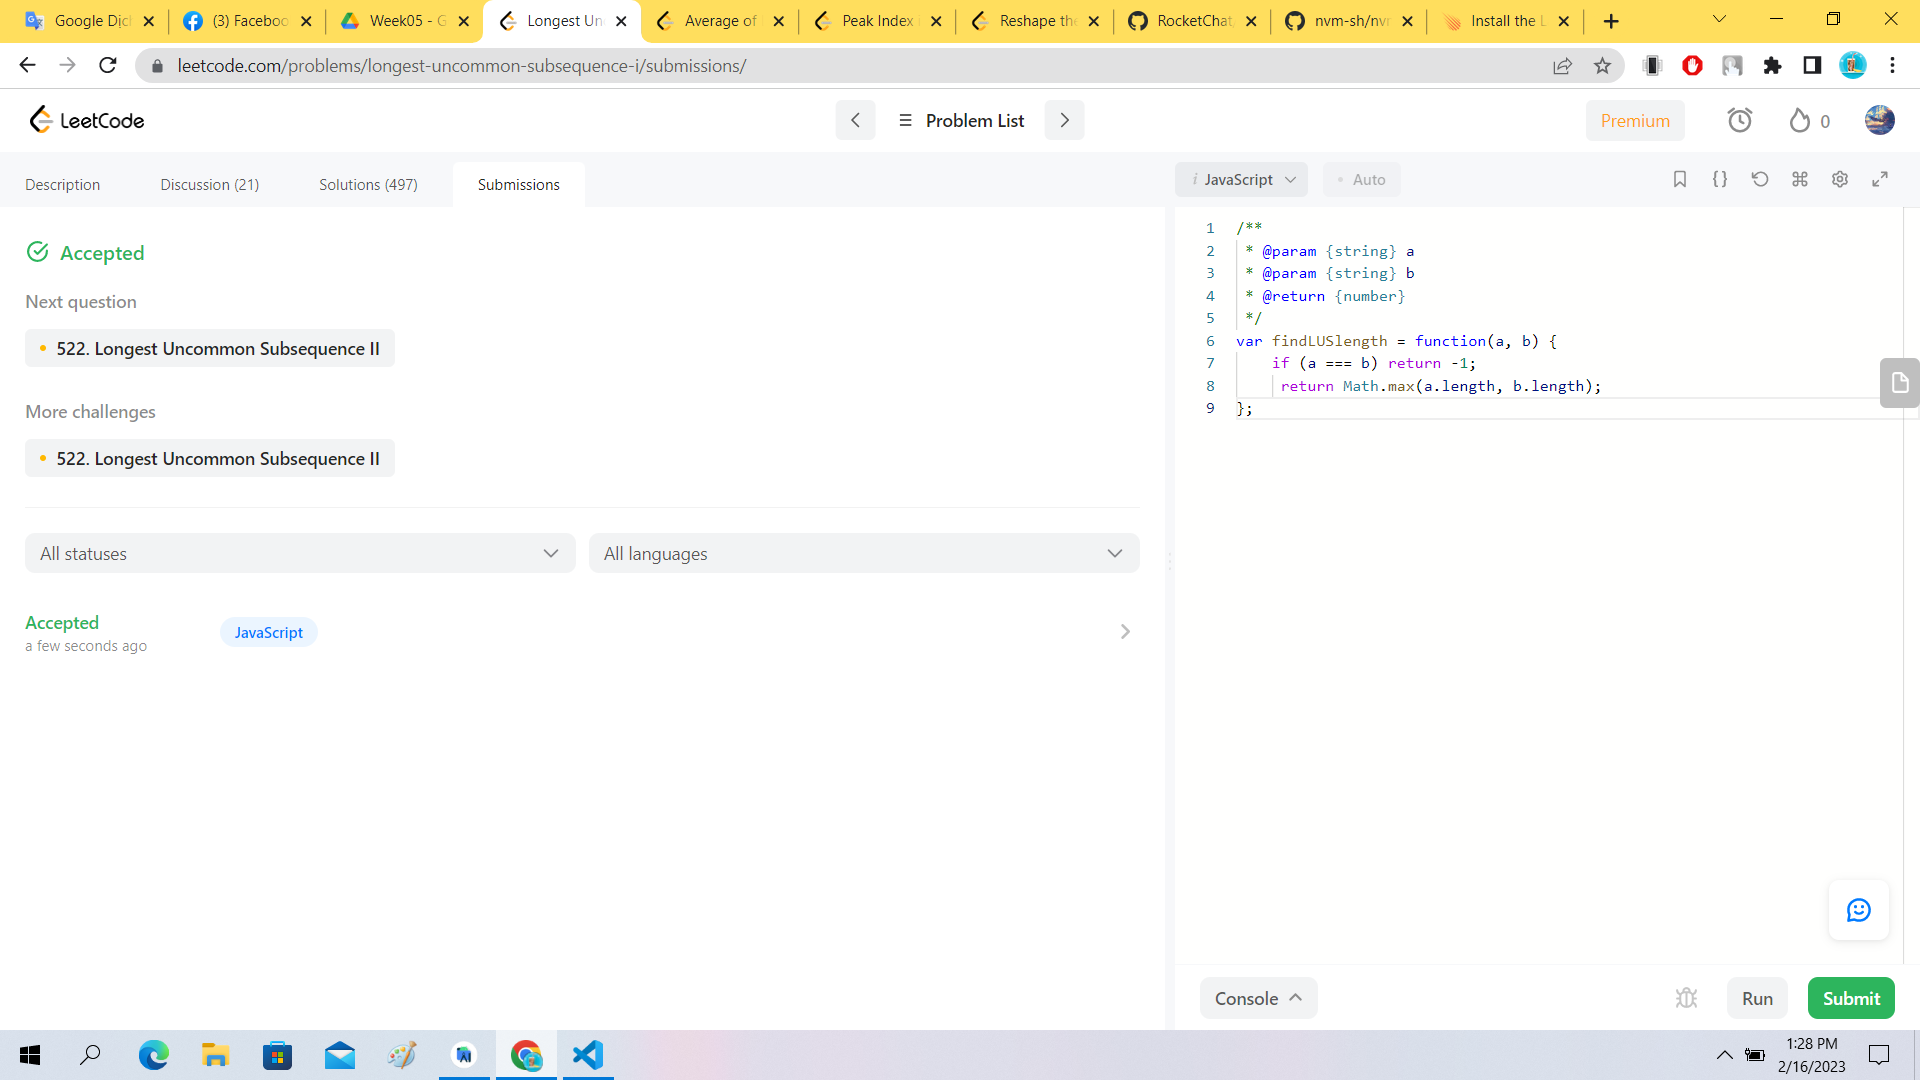 Google Dịch
(3) Faceboo
Week05 - G
Longest Un
Average of
Peak Index i
Reshape the
RocketChat
nvm-sh/nvm
Install the L
leetcode.com/problems/longest-uncommon-subsequence-i/submissions/
LeetCode
Problem List
Premium
0
Description
Discussion (21)
Solutions (497)
Submissions
i JavaScript
Auto
Accepted
Next question
522. Longest Uncommon Subsequence II
More challenges
522. Longest Uncommon Subsequence II
All statuses
All languages
Accepted
a few seconds ago
JavaScript
1 /**
2 * @param {string} a
3 * @param {string} b
4 * @return {number}
5 */
6 var findLUSlength = function(a, b) {
7 if (a === b) return -1;
8 return Math.max(a.length, b.length);
9 };
Console
Run
Submit
1:28 PM
2/16/2023